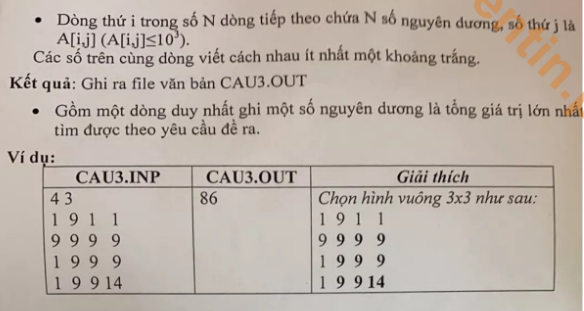 • Dòng thứ i trong số N dòng tiếp theo chứa N số nguyên dương, số thứ j là
A[i,j] (A[i,j]≤10³).
Các số trên cùng dòng viết cách nhau ít nhất một khoảng trắng.
Kết quả: Ghi ra file văn bản CAU3.OUT
• Gồm một dòng duy nhất ghi một số nguyên dương là tổng giá trị lớn nhất
tìm được theo yêu cầu đề ra.
Ví dụ:
CAU3.INP CAU3.OUT Giải thích
4 3 86 Chọn hình vuông 3x3 như sau:
1 9 1 1 1 9 1 1
9 9 9 9 9 9 9 9
1 9 9 9 1 9 9 9
1 9 9 14 1 9 9 14